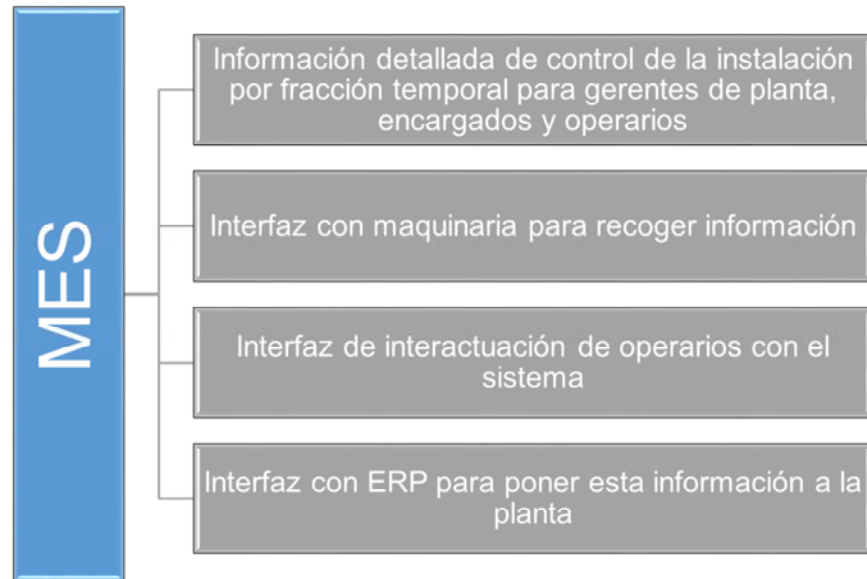 MES
Información detallada de control de la instalación
por fracción temporal para gerentes de planta,
encargados y operarios
Interfaz con maquinaria para recoger información
Interfaz de interactuación de operarios con el
sistema
Interfaz con ERP para poner esta información a la
planta